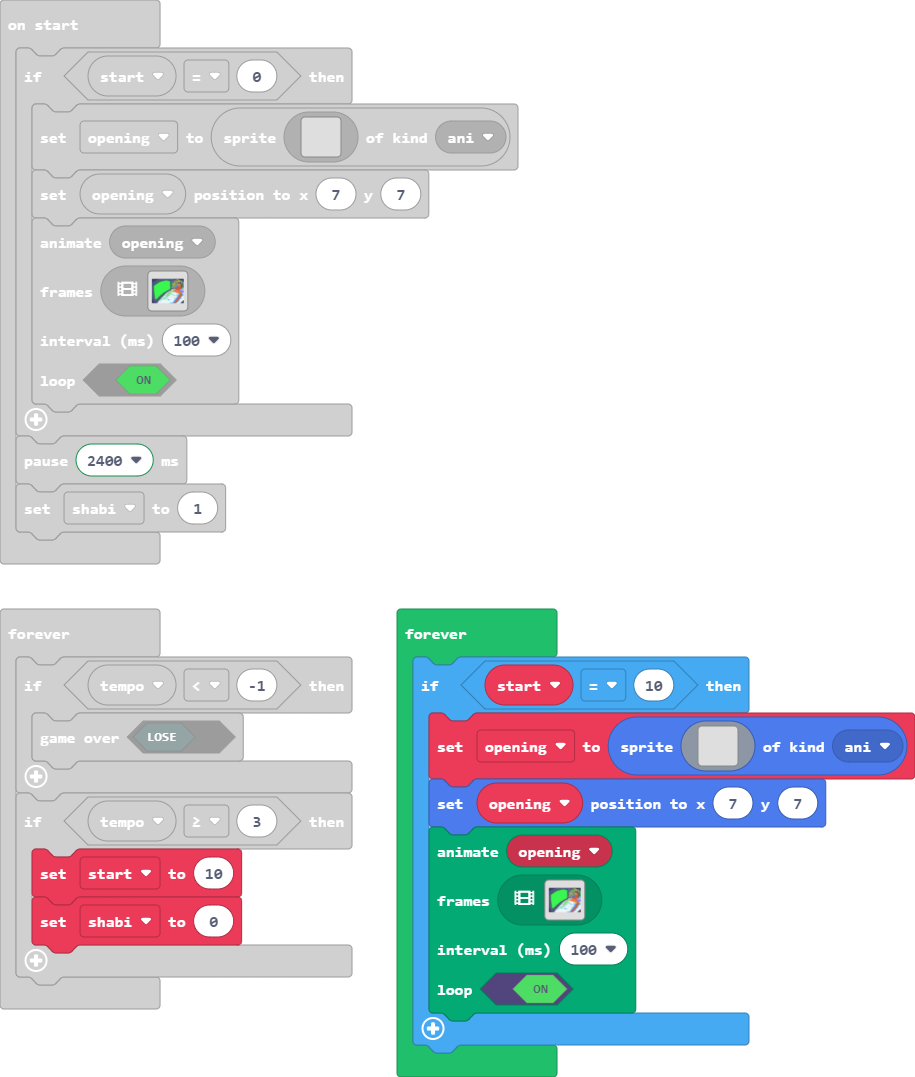 on start
if start = 0 then
set opening to sprite of kind ani
set opening position to x 7 y 7
animate opening
frames
interval (ms) 100
loop ON
pause 2400 ms
set shabi to 1
forever
if tempo < -1 then
game over LOSE
if tempo ≥ 3 then
set start to 10
set shabi to 0
forever
if start = 10 then
set opening to sprite of kind ani
set opening position to x 7 y 7
animate opening
frames
interval (ms) 100
loop ON